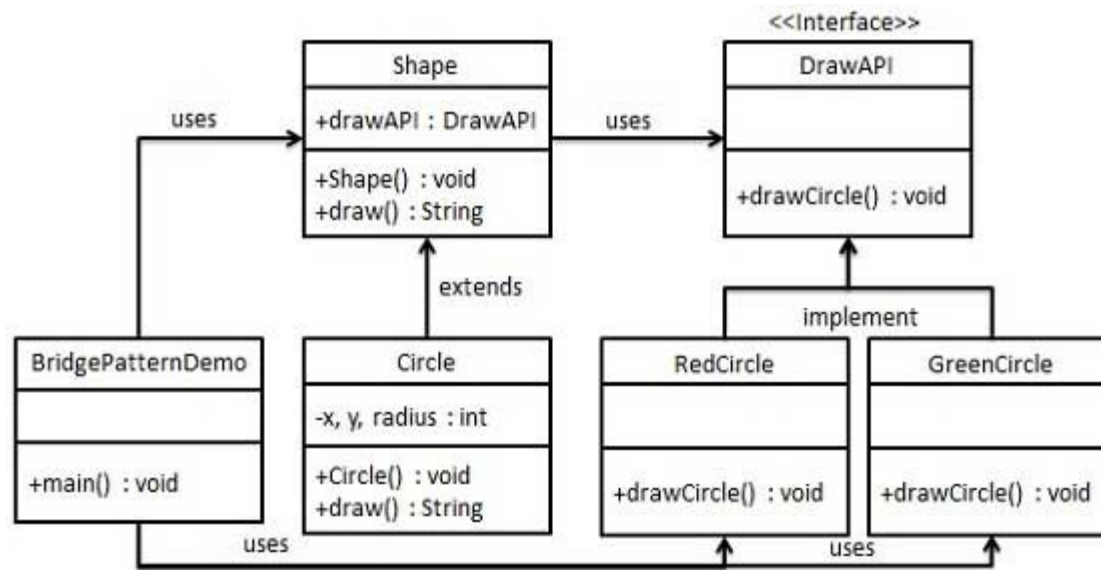 <<Interface>>
Shape
DrawAPI
uses
+drawAPI : DrawAPI
uses
+Shape() : void
+draw() : String
+drawCircle() : void
extends
implement
BridgePatternDemo
Circle
RedCircle
GreenCircle
-x, y, radius : int
+main() : void
+Circle() : void
+draw() : String
+drawCircle() : void
+drawCircle() : void
uses
uses